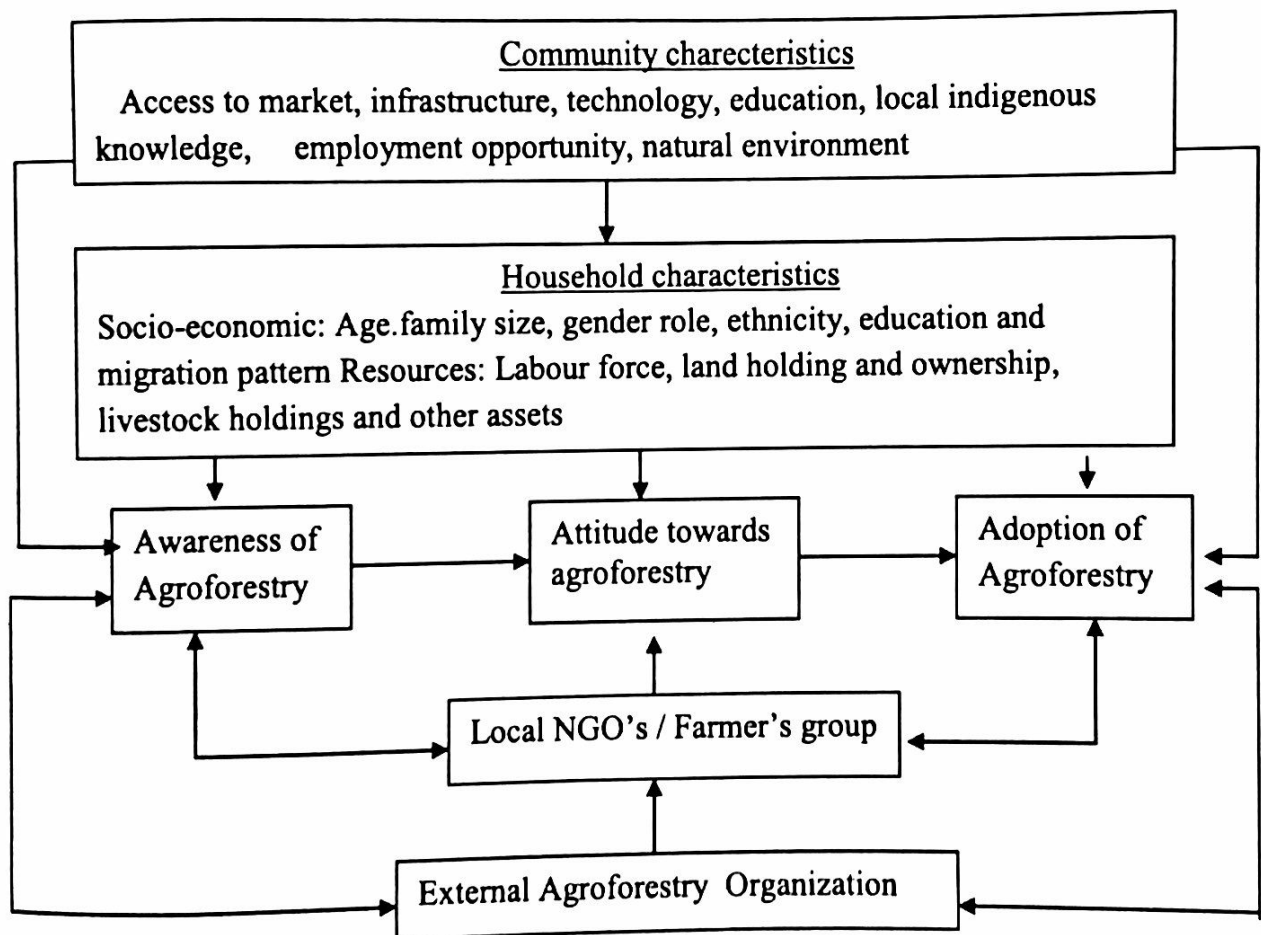 Community charecteristics
Access to market, infrastructure, technology, education, local indigenous
knowledge, employment opportunity, natural environment
Household characteristics
Socio-economic: Age.family size, gender role, ethnicity, education and
migration pattern Resources: Labour force, land holding and ownership,
livestock holdings and other assets
Awareness of
Agroforestry
Attitude towards
agroforestry
Adoption of
Agroforestry
Local NGO's / Farmer's group
External Agroforestry Organization